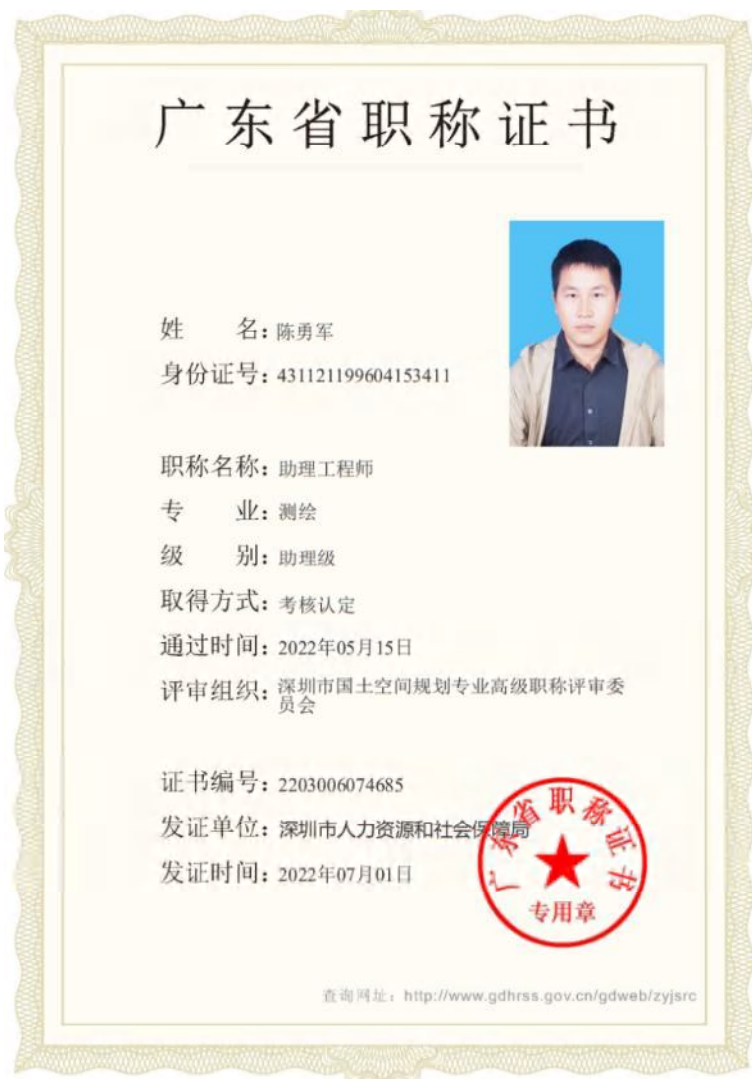 广东省职称证书
姓 名：陈勇军
身份证号：431121199604153411
职称名称：助理工程师
专 业：测绘
级 别：助理级
取得方式：考核认定
通过时间：2022年05月15日
评审组织：深圳市国土空间规划专业高级职称评审委
员会
证书编号：2203006074685
发证单位：深圳市人力资源和社会保障局
发证时间：2022年07月01日
广东省职称证书
专用章
查询网址：http://www.gdhrss.gov.cn/gdweb/zyjsrc